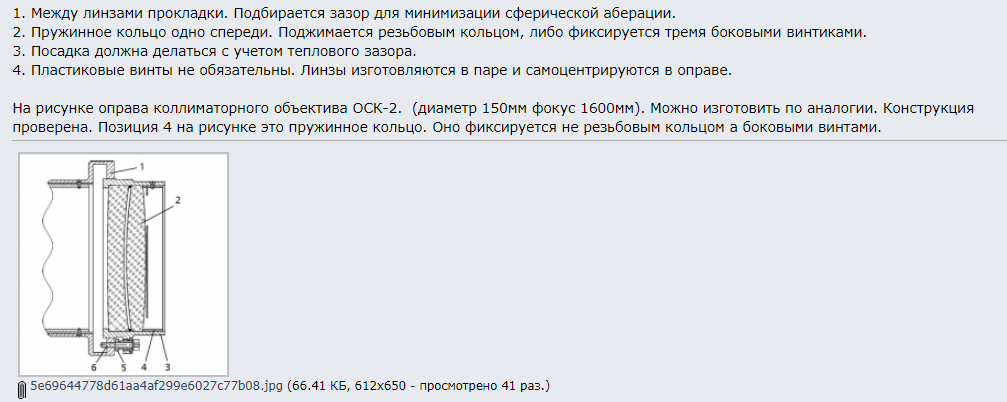 1. Между линзами прокладки. Подбирается зазор для минимизации сферической аберации.
2. Пружинное кольцо одно спереди. Поджимается резьбовым кольцом, либо фиксируется тремя боковыми винтиками.
3. Посадка должна делаться с учетом теплового зазора.
4. Пластиковые винты не обязательны. Линзы изготовляются в паре и самоцентрируются в оправе.
На рисунке оправа коллиматорного объектива ОСК-2. (диаметр 150мм фокус 1600мм). Можно изготовить по аналогии. Конструкция
проверена. Позиция 4 на рисунке это пружинное кольцо. Оно фиксируется не резьбовым кольцом а боковыми винтами.
1
2
6 5 4 3
5e69644778d61aa4af299e6027c77b08.jpg (66.41 КБ, 612x650 - просмотрено 41 раз.)